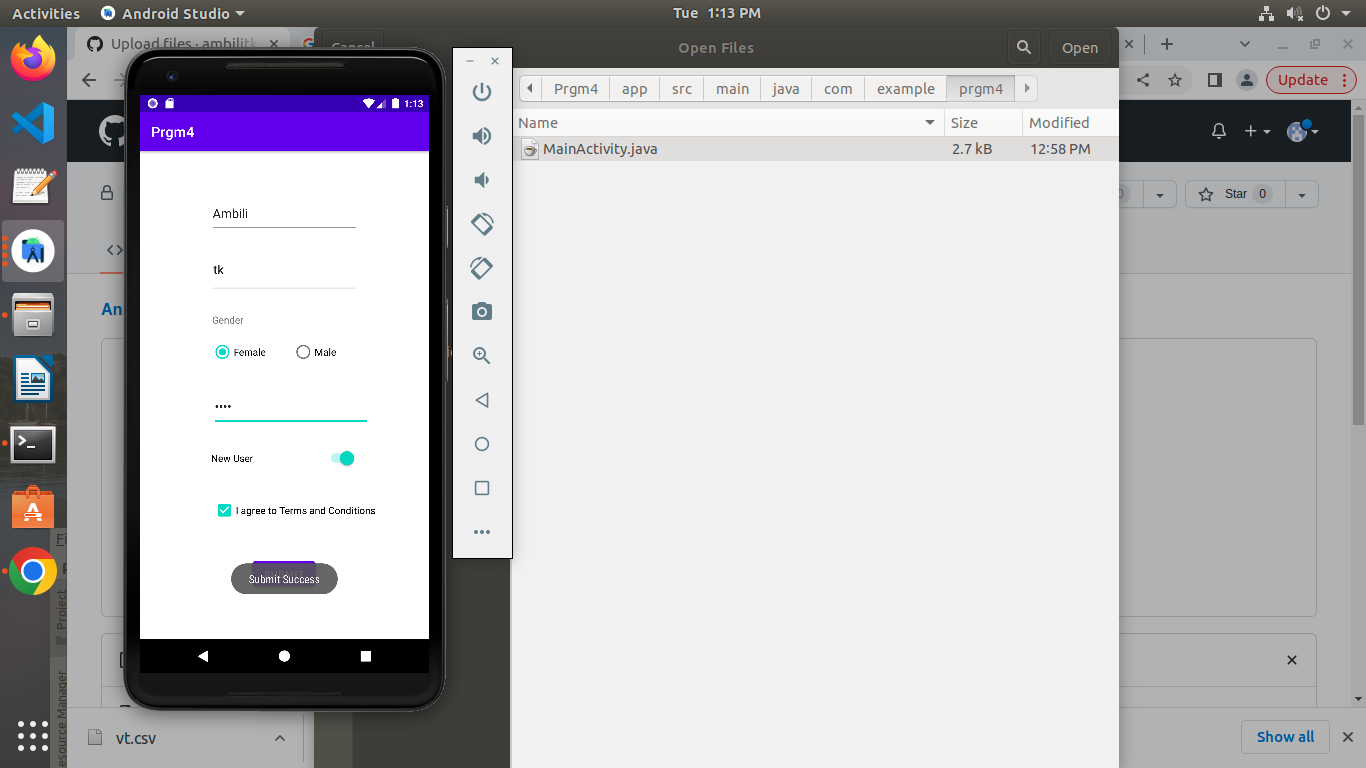 Activities
Android Studio
Tue 1:13 PM
Upload files · ambilitk
Cancel
Open Files
Open
Update
Prgm4
app
src
main
java
com
example
prgm4
Name
Size
Modified
MainActivity.java
2.7 kB
12:58 PM
1:13
Prgm4
Ambili
tk
Gender
Female
Male
••••
New User
I agree to Terms and Conditions
Submit Success
Star 0
0
An
Project
esource Manager
vt.csv
Show all